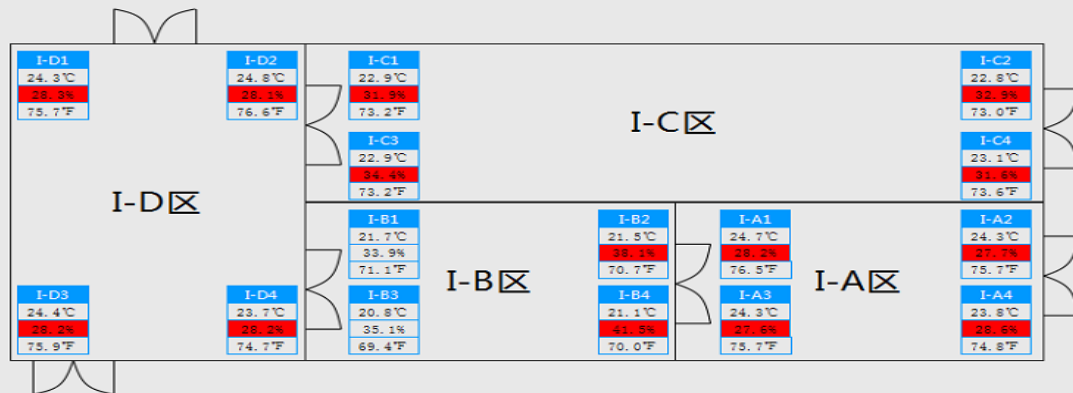 I-D1
24.3℃
28.3%
75.7℉
I-D2
24.8℃
28.1%
76.6℉
I-C1
22.9℃
31.9%
73.2℉
I-C2
22.8℃
32.9%
73.0℉
I-C区
I-C3
22.9℃
34.4%
73.2℉
I-C4
23.1℃
31.6%
73.6℉
I-D区
I-B1
21.7℃
33.9%
71.1℉
I-B2
21.5℃
38.1%
70.7℉
I-A1
24.7℃
28.2%
76.5℉
I-A2
24.3℃
27.7%
75.7℉
I-B区
I-A区
I-D3
24.4℃
28.2%
75.9℉
I-D4
23.7℃
28.2%
74.7℉
I-B3
20.8℃
35.1%
69.4℉
I-B4
21.1℃
41.5%
70.0℉
I-A3
24.3℃
27.6%
75.7℉
I-A4
23.8℃
28.6%
74.8℉